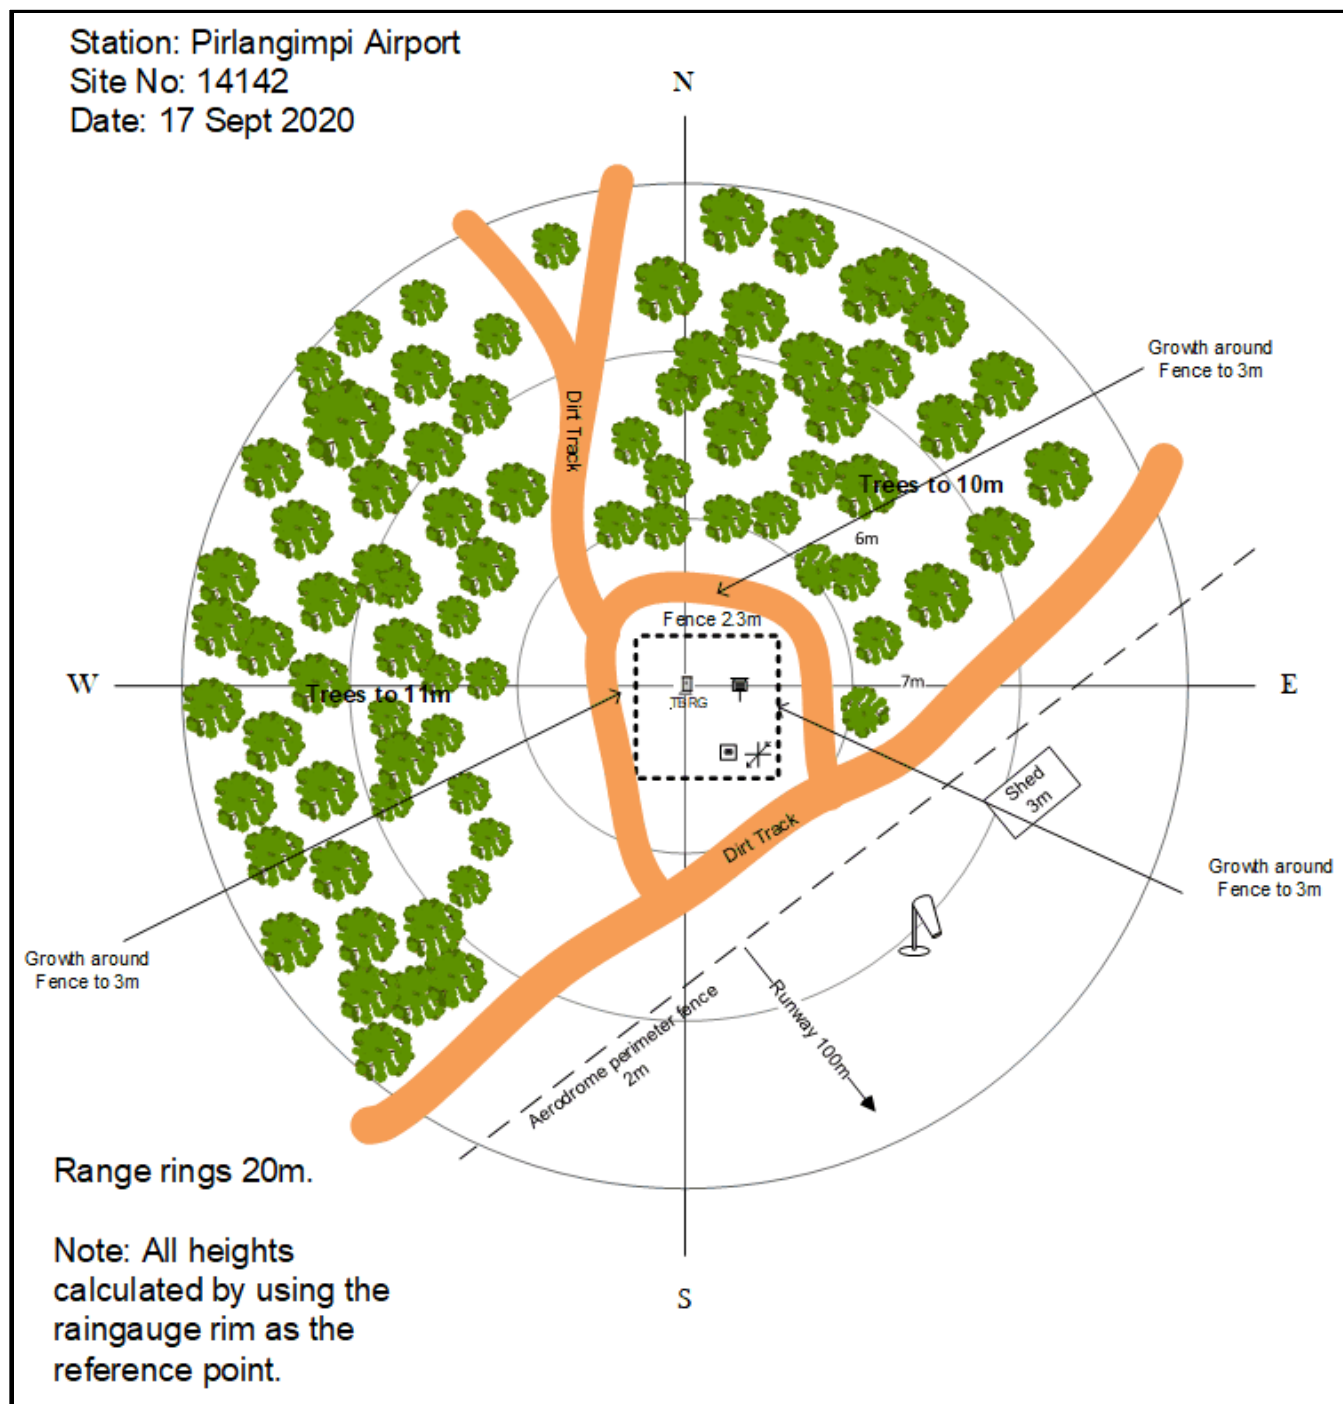 Station: Pirlangimpi Airport
Site No: 14142
Date: 17 Sept 2020
N
Growth around
Fence to 3m
Dirt Track
Trees to 10m
6m
Fence 2.3m
W
Trees to 11m
TBRG
7m
E
Shed
3m
Dirt Track
Growth around
Fence to 3m
Growth around
Fence to 3m
Runway 100m
Aerodrome perimeter fence
2m
Range rings 20m.
Note: All heights
calculated by using the
raingauge rim as the
reference point.
S